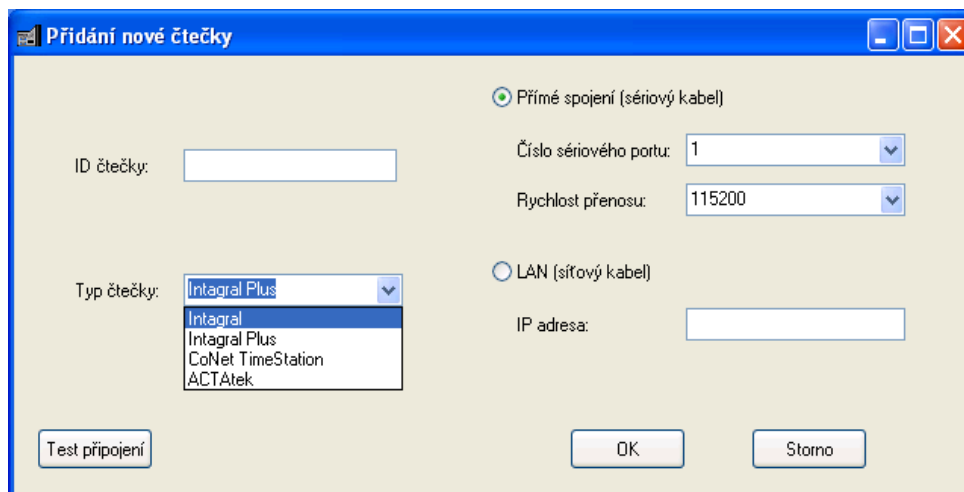 Přidání nové čtečky
ID čtečky:
Typ čtečky:
Intagral Plus
Intagral
Intagral Plus
CoNet TimeStation
ACTAtek
Přímé spojení (sériový kabel)
Číslo sériového portu: 1
Rychlost přenosu: 115200
LAN (síťový kabel)
IP adresa:
Test připojení
OK
Storno